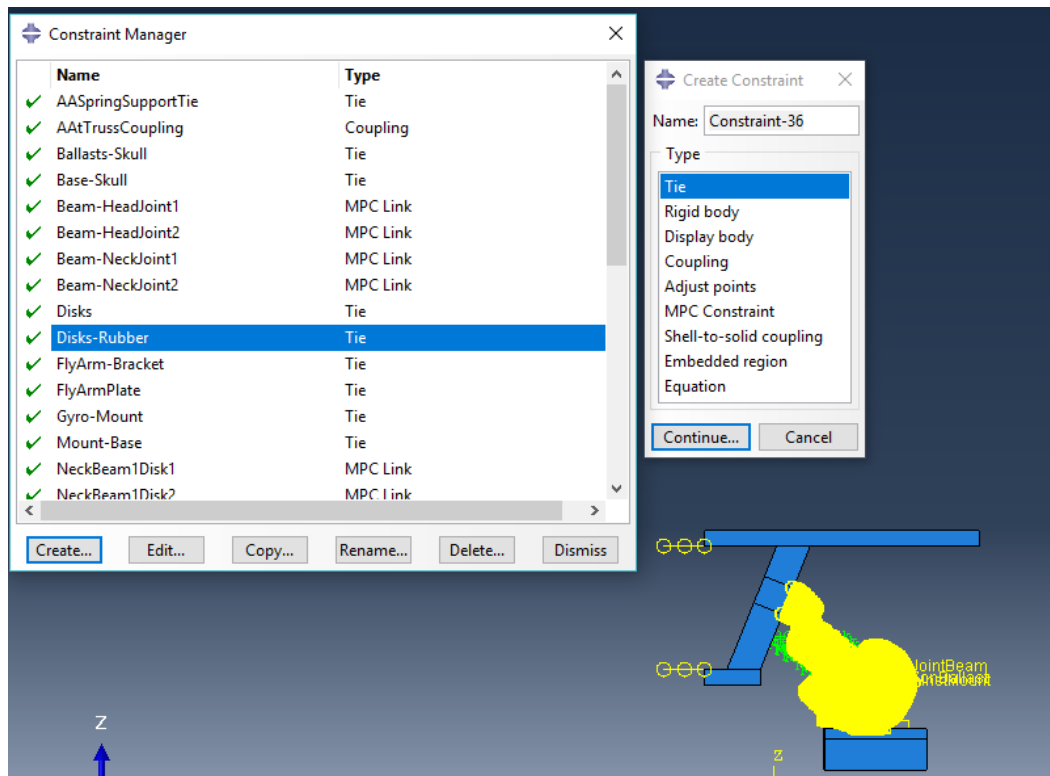 Constraint Manager
Name Type
AASpringSupportTie Tie
AAtTrussCoupling Coupling
Ballasts-Skull Tie
Base-Skull Tie
Beam-HeadJoint1 MPC Link
Beam-HeadJoint2 MPC Link
Beam-NeckJoint1 MPC Link
Beam-NeckJoint2 MPC Link
Disks Tie
Disks-Rubber Tie
FlyArm-Bracket Tie
FlyArmPlate Tie
Gyro-Mount Tie
Mount-Base Tie
NeckBeam1Disk1 MPC Link
NeckBeam1Disk2 MPC Link
Create... Edit... Copy... Rename... Delete... Dismiss
Create Constraint
Name: Constraint-36
Type
Tie
Rigid body
Display body
Coupling
Adjust points
MPC Constraint
Shell-to-solid coupling
Embedded region
Equation
Continue... Cancel
JointBeam
Z
Z